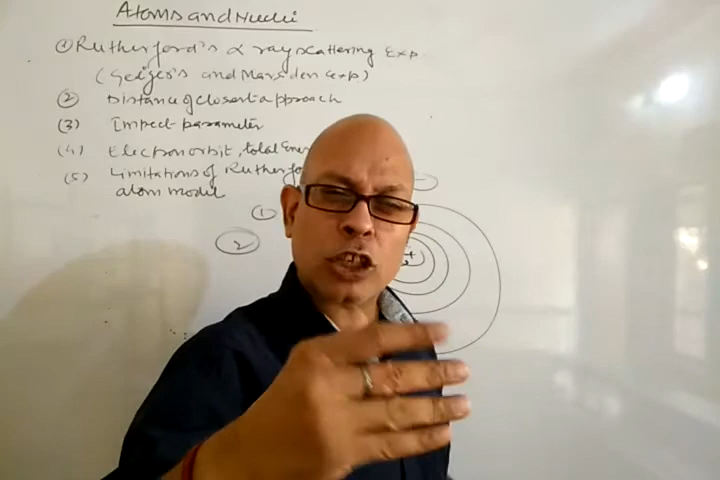 Atoms and Nuclei
① Rutherford's α ray scattering Exp.
(Geiger's and Marsden Exp)
② Distance of closest approach
(3) Impect parameter
(4) Electron orbit, total Ener
(5) Limitations of Rutherfo
atom model
①
②